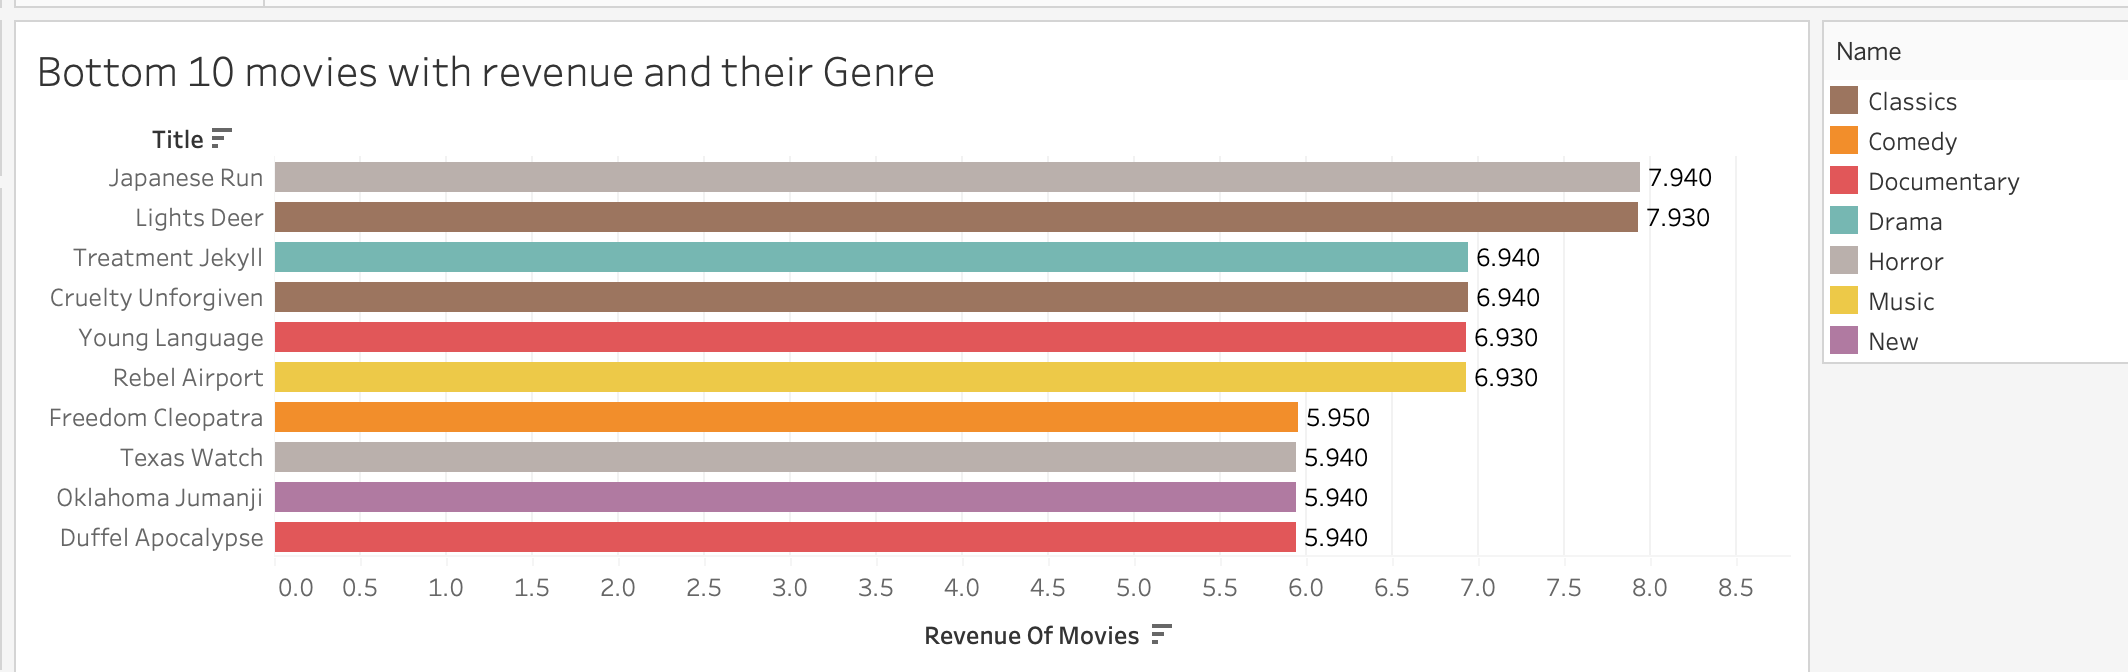 Bottom 10 movies with revenue and their Genre
Title
Japanese Run 7.940
Lights Deer 7.930
Treatment Jekyll 6.940
Cruelty Unforgiven 6.940
Young Language 6.930
Rebel Airport 6.930
Freedom Cleopatra 5.950
Texas Watch 5.940
Oklahoma Jumanji 5.940
Duffel Apocalypse 5.940
0.0 0.5 1.0 1.5 2.0 2.5 3.0 3.5 4.0 4.5 5.0 5.5 6.0 6.5 7.0 7.5 8.0 8.5
Revenue Of Movies
Name
Classics
Comedy
Documentary
Drama
Horror
Music
New